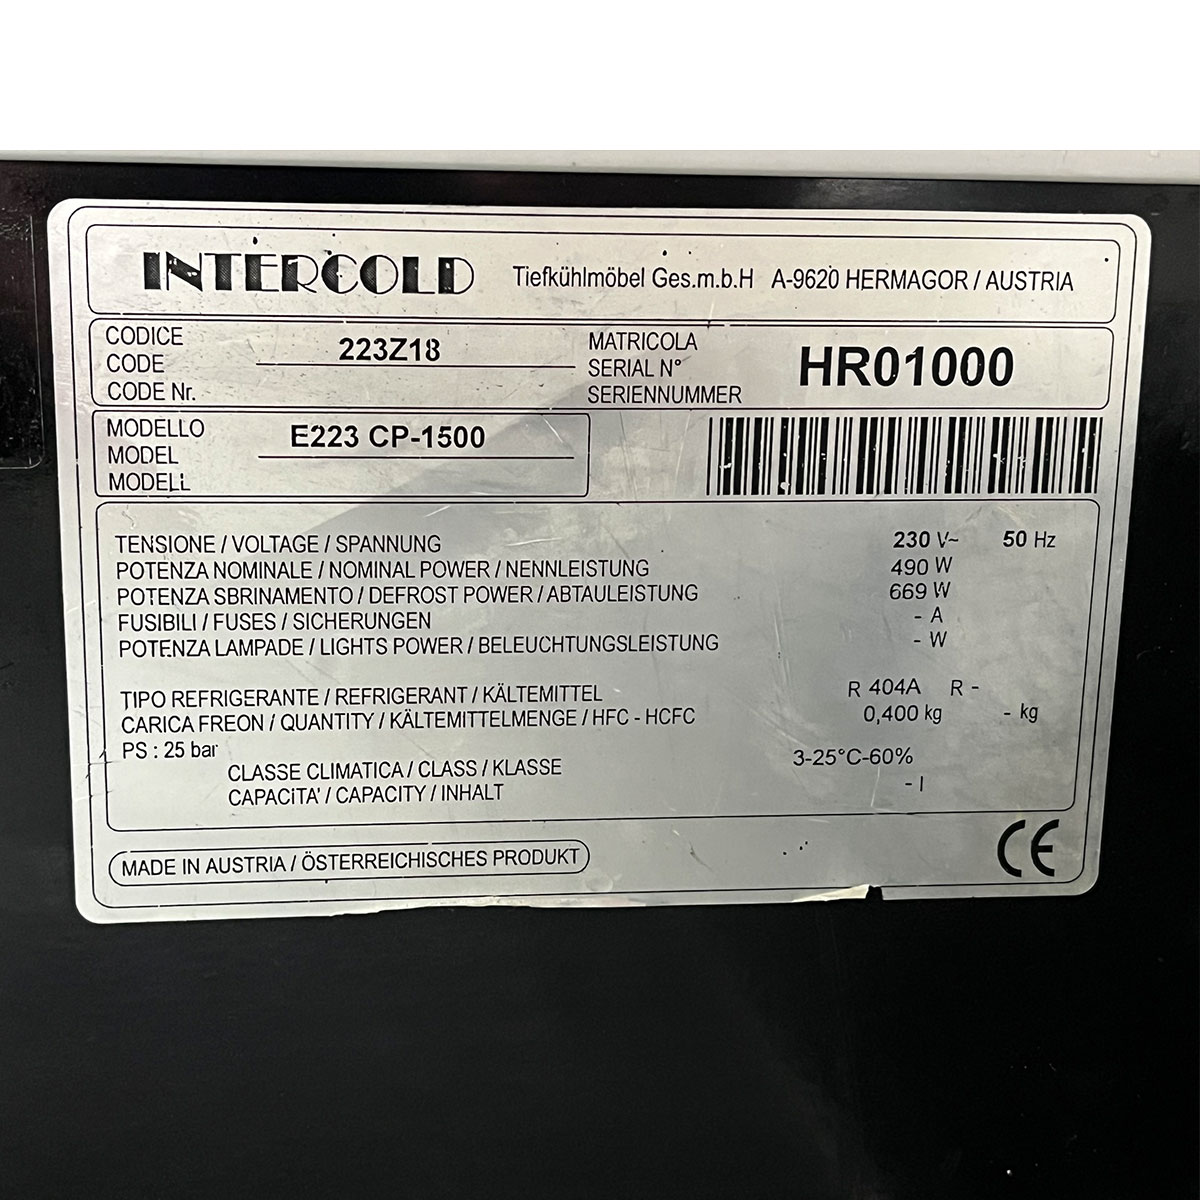 INTERCOLD Tiefkühlmöbel Ges.m.b.H A-9620 HERMAGOR / AUSTRIA
CODICE
CODE
CODE Nr.
223Z18
MATRICOLA
SERIAL N°
SERIENNUMMER
HR01000
MODELLO
MODEL
MODELL
E223 CP-1500
TENSIONE / VOLTAGE / SPANNUNG 230 V~ 50 Hz
POTENZA NOMINALE / NOMINAL POWER / NENNLEISTUNG 490 W
POTENZA SBRINAMENTO / DEFROST POWER / ABTAULEISTUNG 669 W
FUSIBILI / FUSES / SICHERUNGEN - A
POTENZA LAMPADE / LIGHTS POWER / BELEUCHTUNGSLEISTUNG - W
TIPO REFRIGERANTE / REFRIGERANT / KÄLTEMITTEL R 404A R -
CARICA FREON / QUANTITY / KÄLTEMITTELMENGE / HFC - HCFC 0,400 kg - kg
PS : 25 bar
CLASSE CLIMATICA / CLASS / KLASSE 3-25°C-60%
CAPACITA' / CAPACITY / INHALT - l
MADE IN AUSTRIA / ÖSTERREICHISCHES PRODUKT
CE